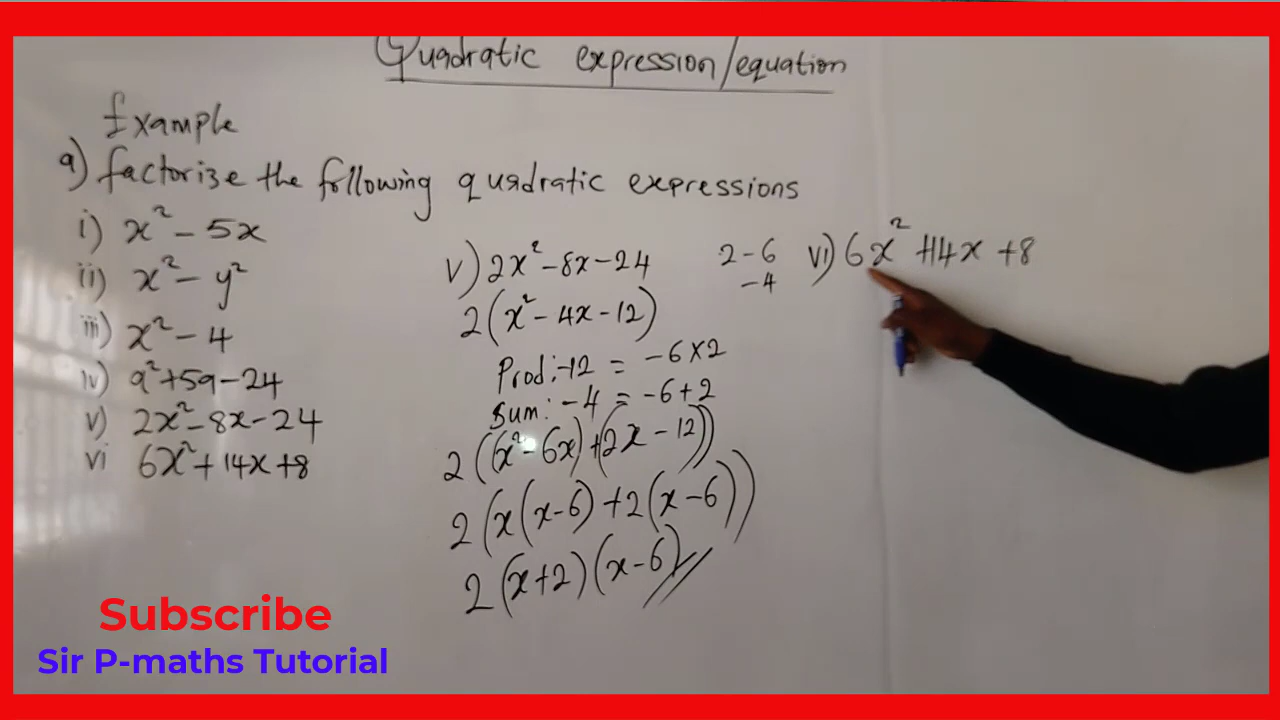 Quadratic expression/equation
Example
a) factorize the following quadratic expressions
i) x² - 5x
ii) x² - y²
iii) x² - 4
iv) a² + 5a - 24
v) 2x² - 8x - 24
vi 6x² + 14x + 8
v) 2x² - 8x - 24
2(x² - 4x - 12)
Prod: -12 = -6 × 2
Sum: -4 = -6 + 2
2((x² - 6x) + (2x - 12))
2(x(x - 6) + 2(x - 6))
2(x + 2)(x - 6)
2 - 6
-4
vi) 6x² + 14x + 8
Subscribe
Sir P-maths Tutorial